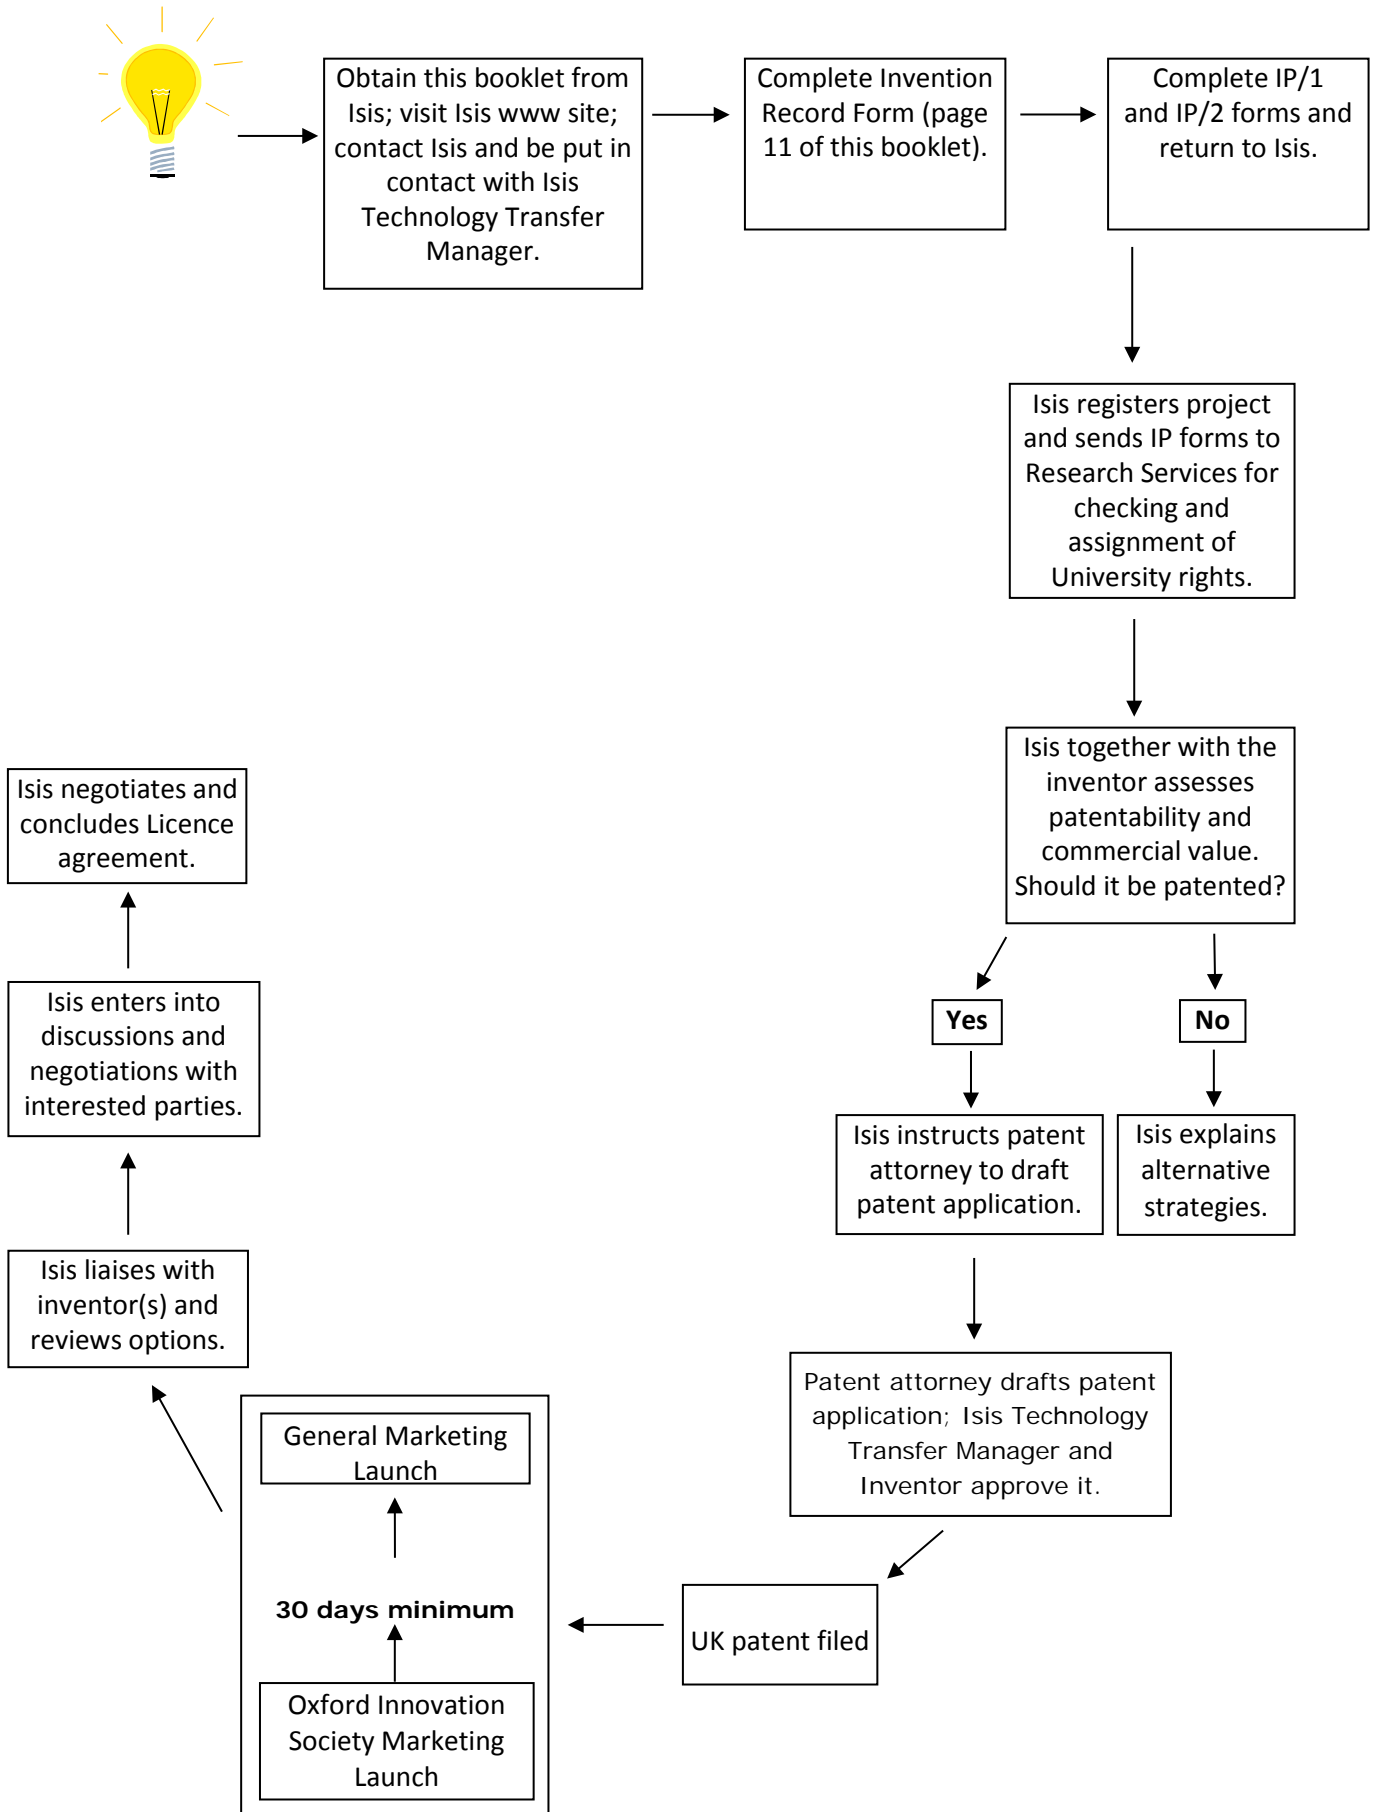 Obtain this booklet from
Isis; visit Isis www site;
contact Isis and be put in
contact with Isis
Technology Transfer
Manager.
Complete Invention
Record Form (page
11 of this booklet).
Complete IP/1
and IP/2 forms and
return to Isis.
Isis registers project
and sends IP forms to
Research Services for
checking and
assignment of
University rights.
Isis together with the
inventor assesses
patentability and
commercial value.
Should it be patented?
Yes
No
Isis instructs patent
attorney to draft
patent application.
Isis explains
alternative
strategies.
Patent attorney drafts patent
application; Isis Technology
Transfer Manager and
Inventor approve it.
UK patent filed
Oxford Innovation
Society Marketing
Launch
30 days minimum
General Marketing
Launch
Isis liaises with
inventor(s) and
reviews options.
Isis enters into
discussions and
negotiations with
interested parties.
Isis negotiates and
concludes Licence
agreement.